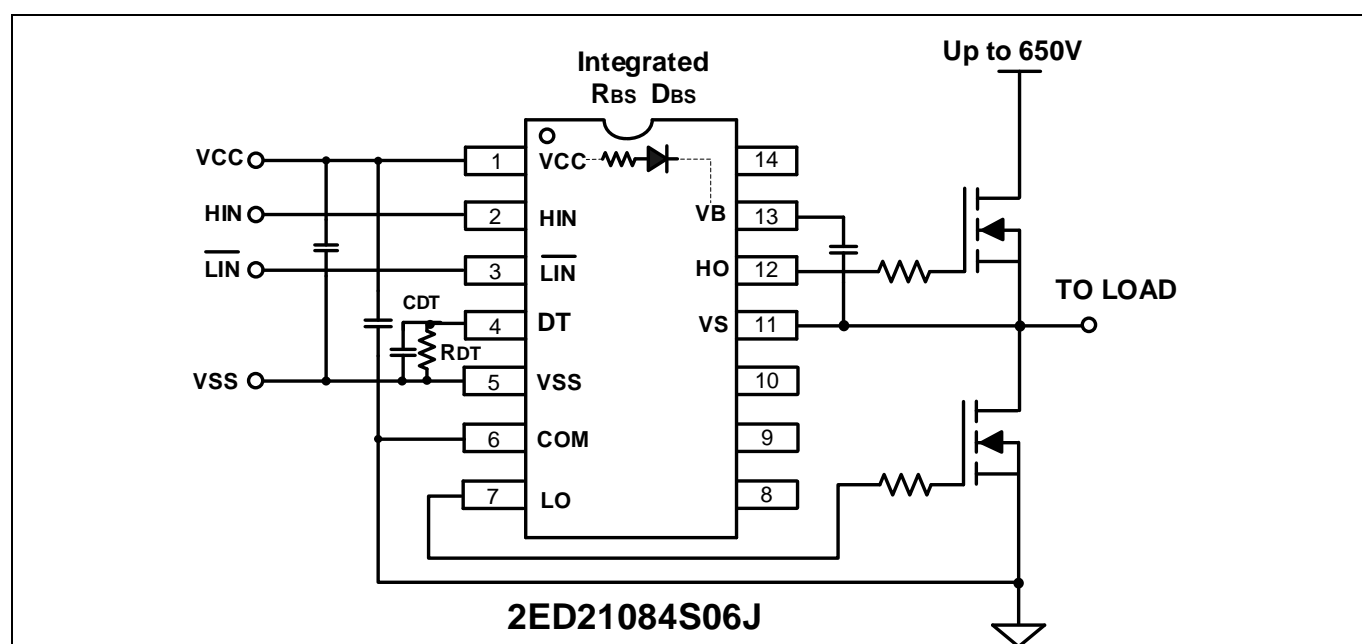 Up to 650V
Integrated
RBS DBS
VCC
1
VCC
14
HIN
2
HIN
VB
13
LIN
3
LIN
HO
12
TO LOAD
CDT
4
DT
VS
11
RDT
VSS
5
VSS
10
6
COM
9
7
LO
8
2ED21084S06J